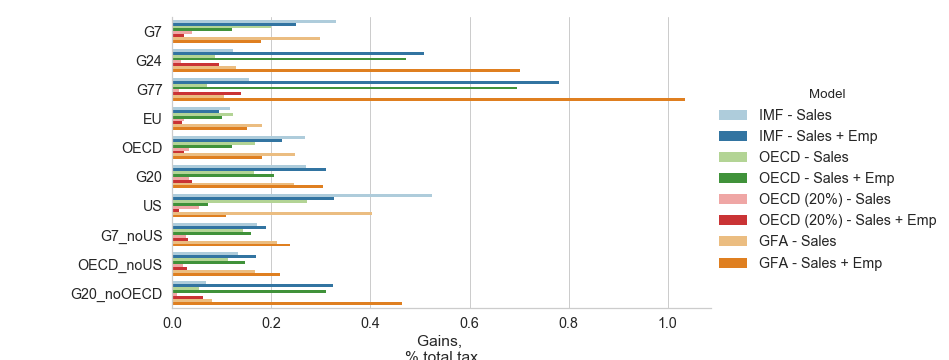 G7
G24
G77
EU
OECD
G20
US
G7_noUS
OECD_noUS
G20_noOECD
0.0 0.2 0.4 0.6 0.8 1.0
Gains,
% total tax
Model
IMF - Sales
IMF - Sales + Emp
OECD - Sales
OECD - Sales + Emp
OECD (20%) - Sales
OECD (20%) - Sales + Emp
GFA - Sales
GFA - Sales + Emp